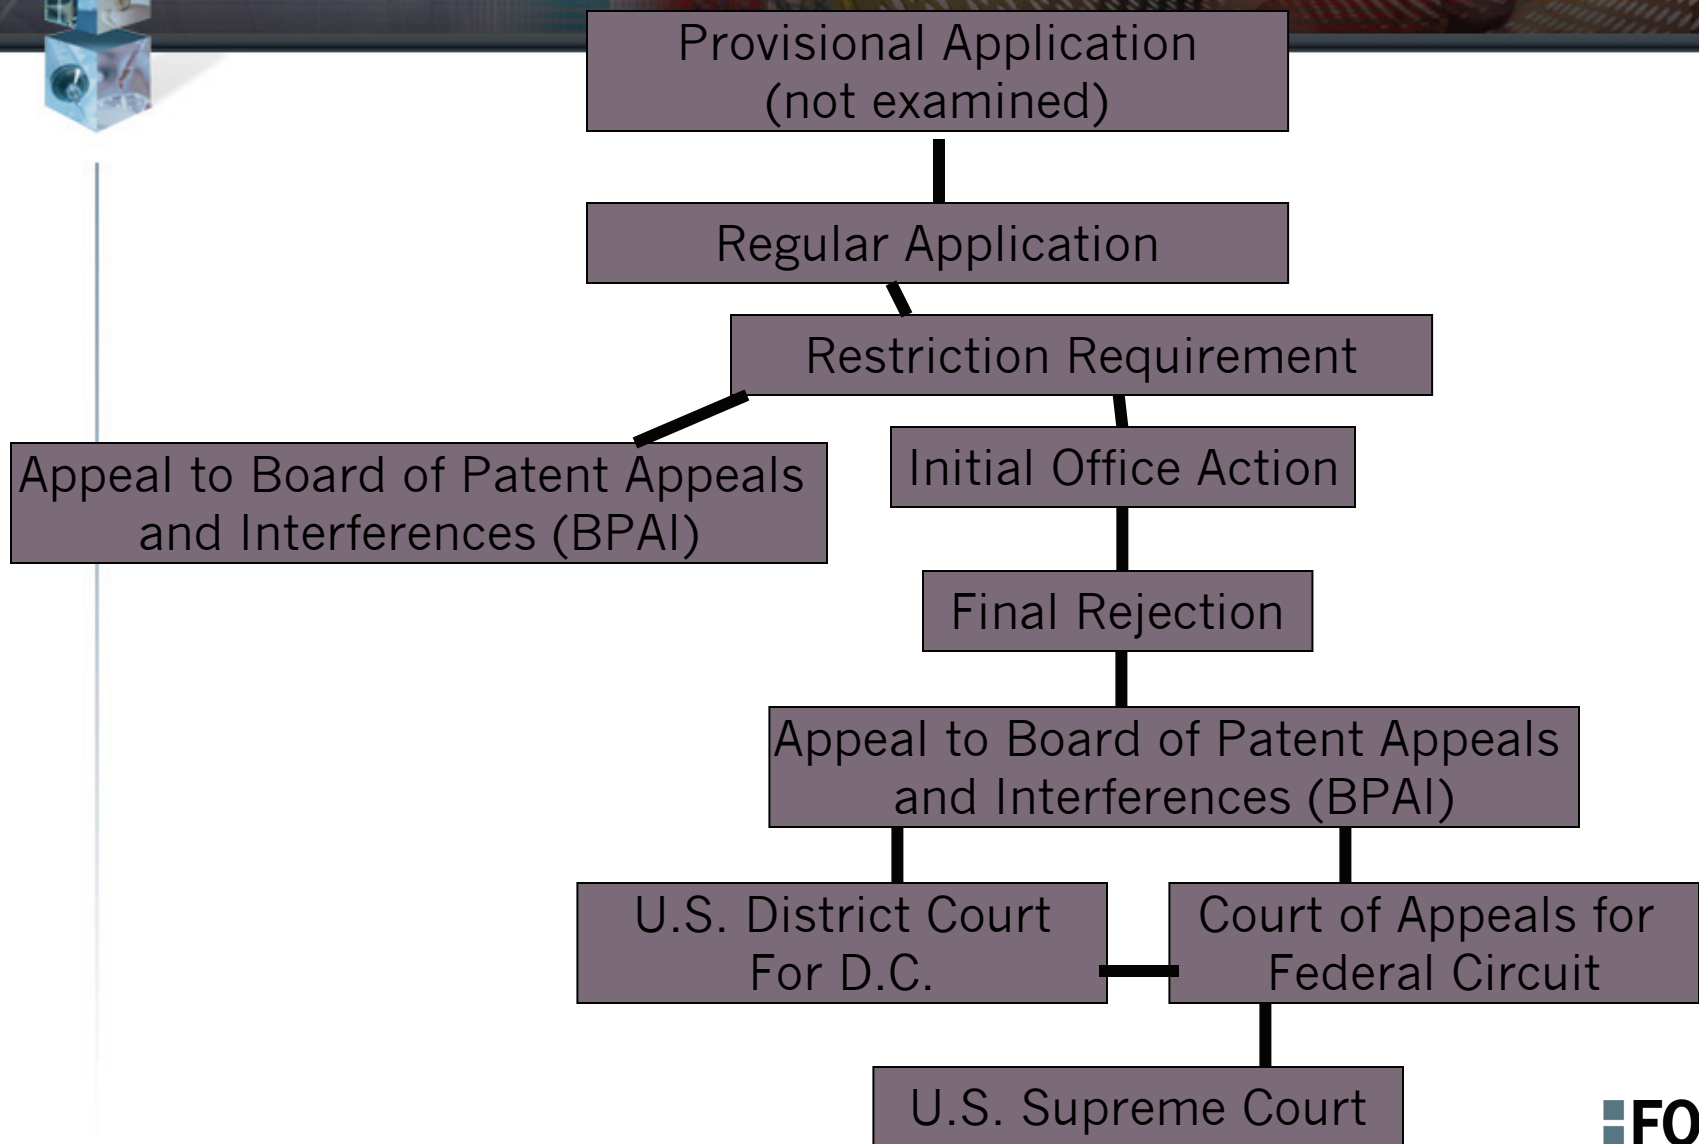 Provisional Application
(not examined)
Regular Application
Restriction Requirement
Appeal to Board of Patent Appeals
and Interferences (BPAI)
Initial Office Action
Final Rejection
Appeal to Board of Patent Appeals
and Interferences (BPAI)
U.S. District Court
For D.C.
Court of Appeals for
Federal Circuit
U.S. Supreme Court
FO